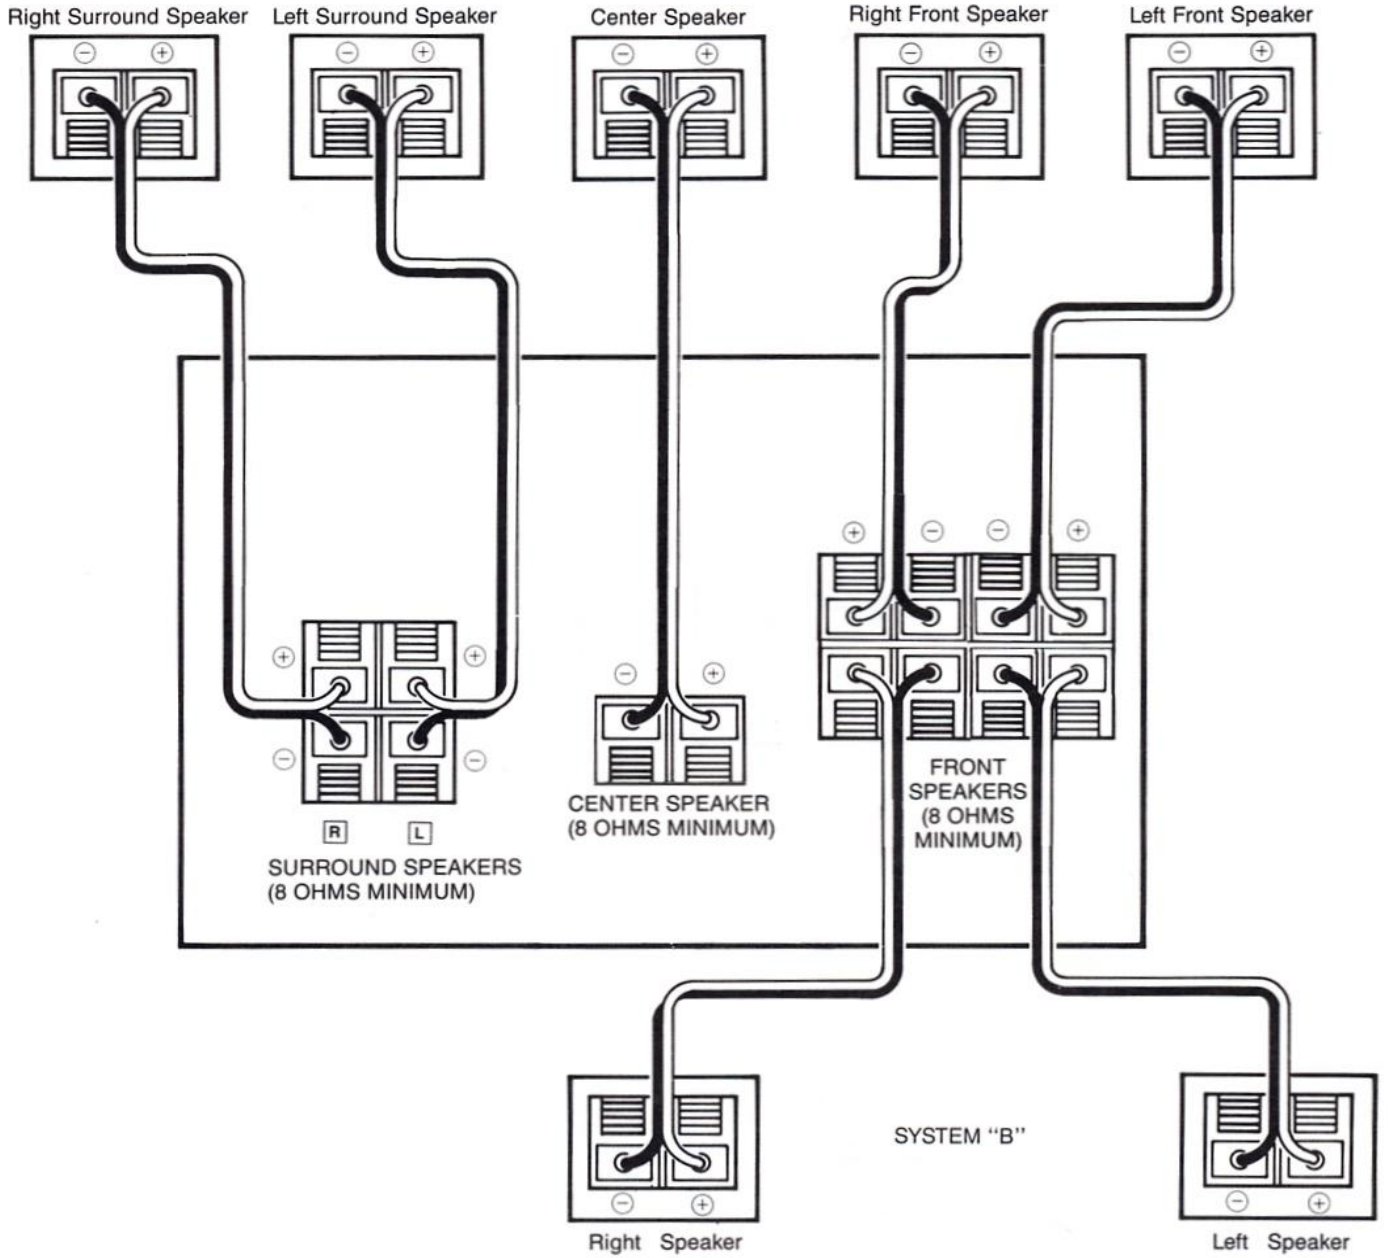 Right Surround Speaker
Left Surround Speaker
Center Speaker
Right Front Speaker
Left Front Speaker
− +
− +
− +
− +
− +
+ − − +
+ +
− +
− −
R L
SURROUND SPEAKERS
(8 OHMS MINIMUM)
CENTER SPEAKER
(8 OHMS MINIMUM)
FRONT
SPEAKERS
(8 OHMS
MINIMUM)
SYSTEM “B”
− +
− +
Right Speaker
Left Speaker